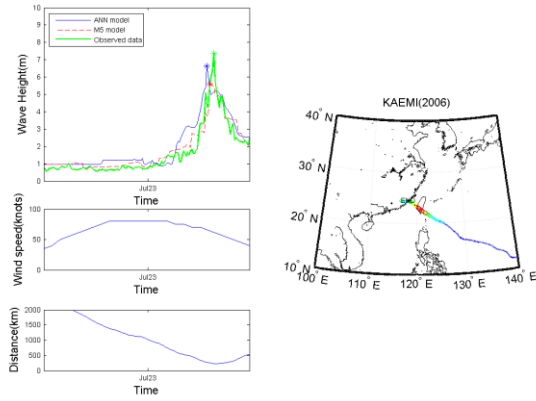 ANN model
M5 model
Observed data
Wave Height(m)
10
9
8
7
6
5
4
3
2
1
0
Jul23
Time
Wind speed(knots)
100
50
0
Jul23
Time
Distance(km)
2000
1500
1000
500
0
Jul23
Time
KAEMI(2006)
40° N
30° N
20° N
10° N
100° E
110° E
120° E
130° E
140° E